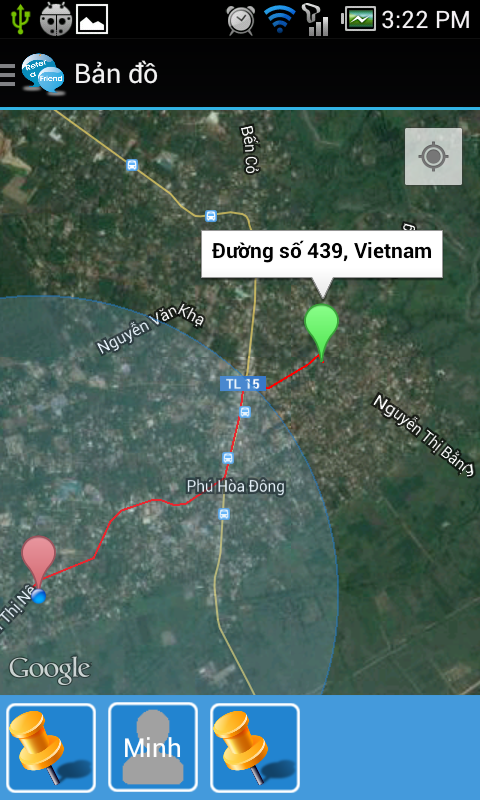 3:22 PM
Refer
a
Friend
Bản đồ
Bến Cỏ
Đường số 439, Vietnam
Nguyễn Văn Khạ
TL 15
Nguyễn Thị Bằng
Phú Hòa Đông
Thị Nê
Google
Minh